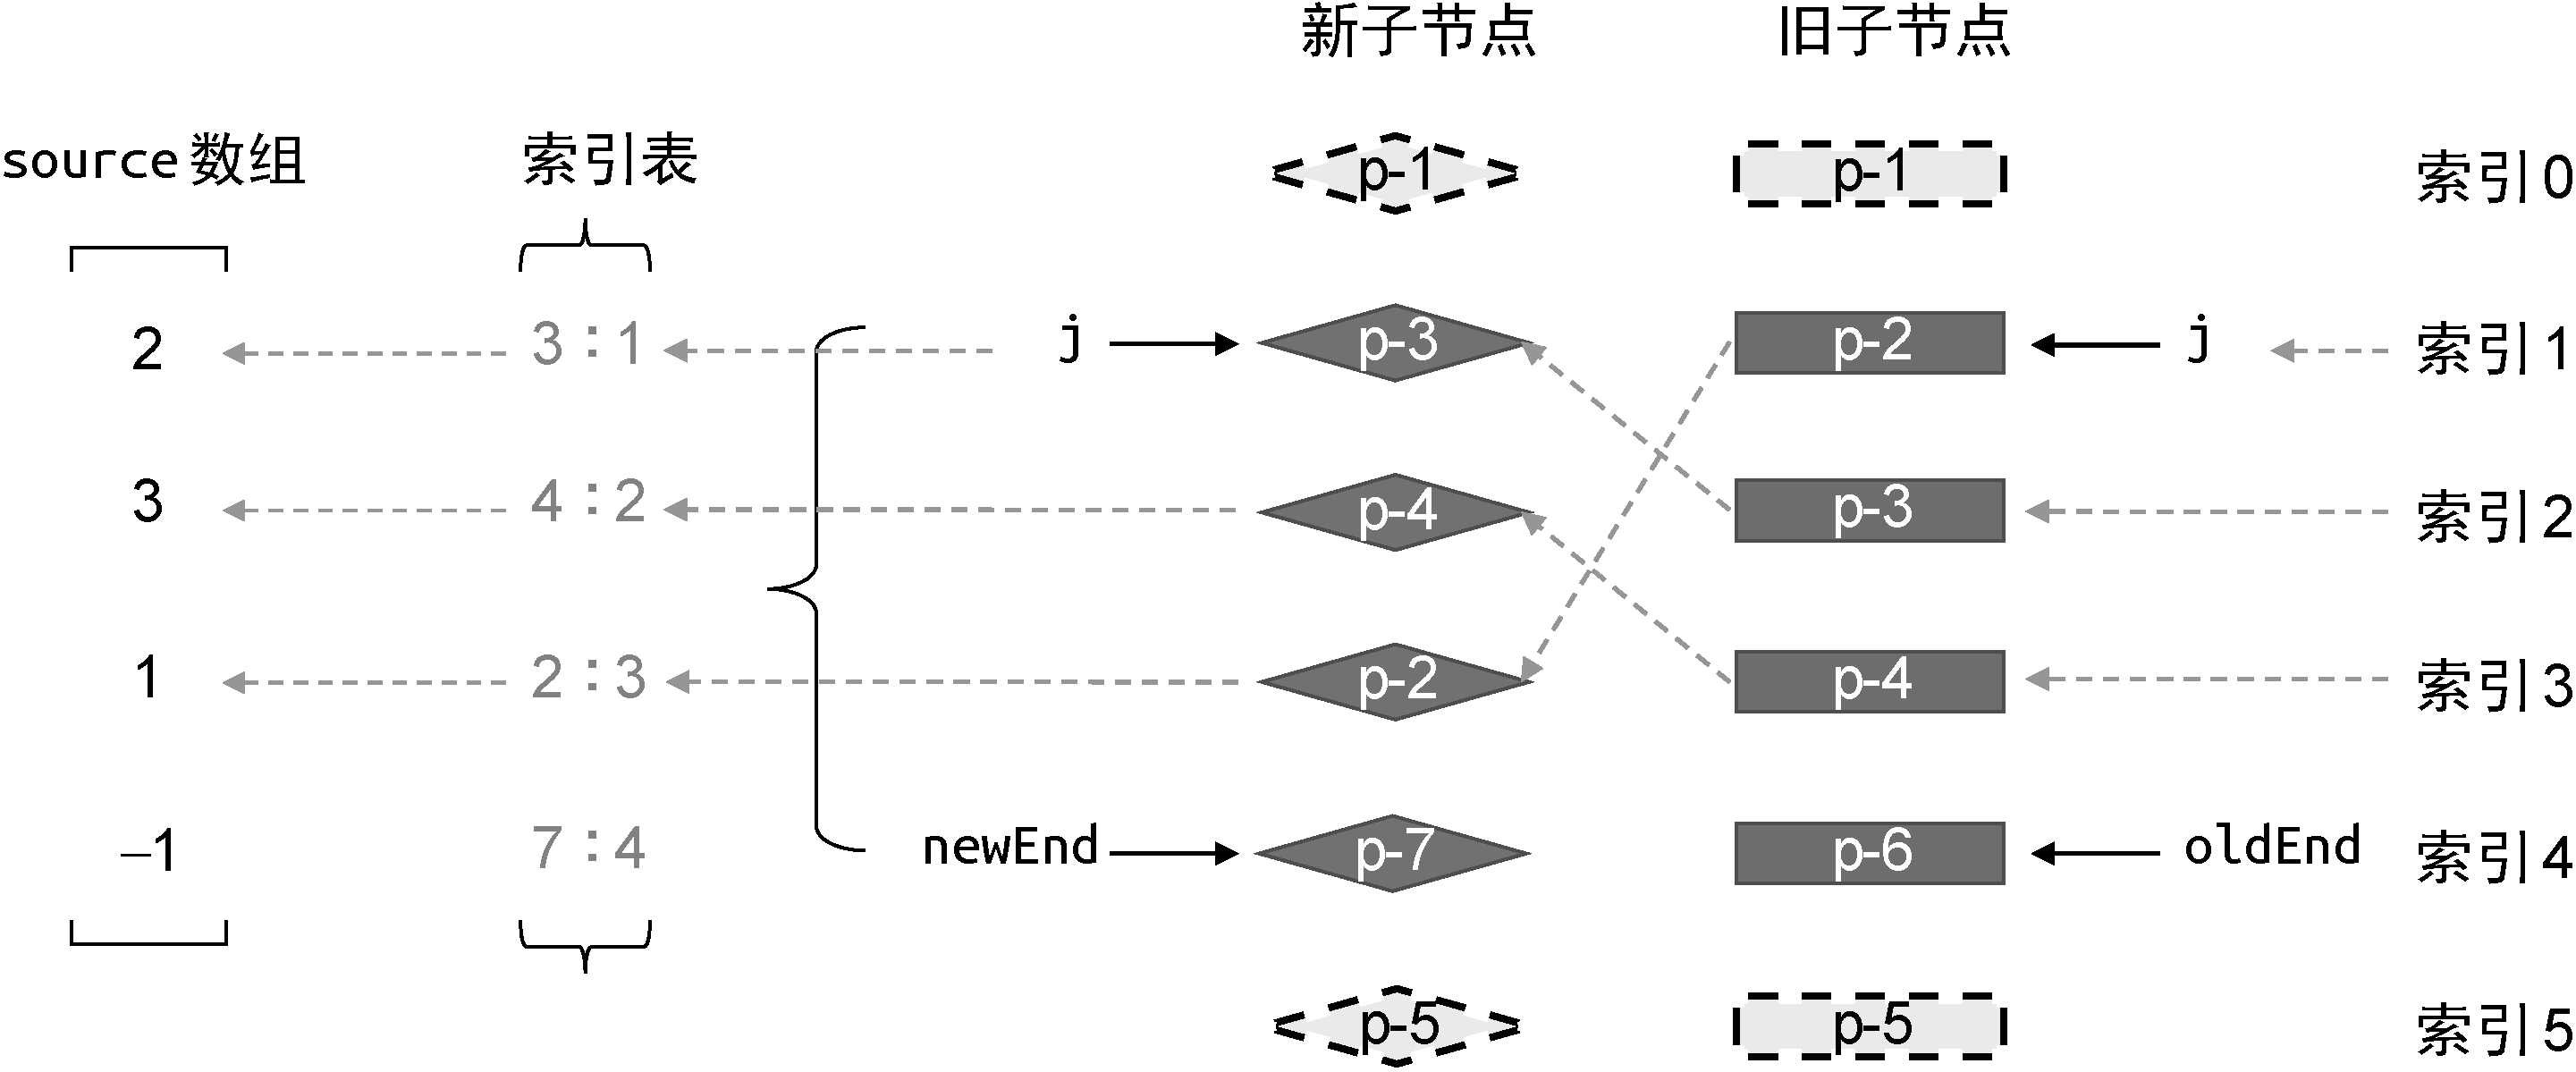 新子节点 旧子节点
source 数组 索引表 p-1 p-1 索引0
2 3:1 j p-3 p-2 j 索引1
3 4:2 p-4 p-3 索引2
1 2:3 p-2 p-4 索引3
−1 7:4 newEnd p-7 p-6 oldEnd 索引4
p-5 p-5 索引5